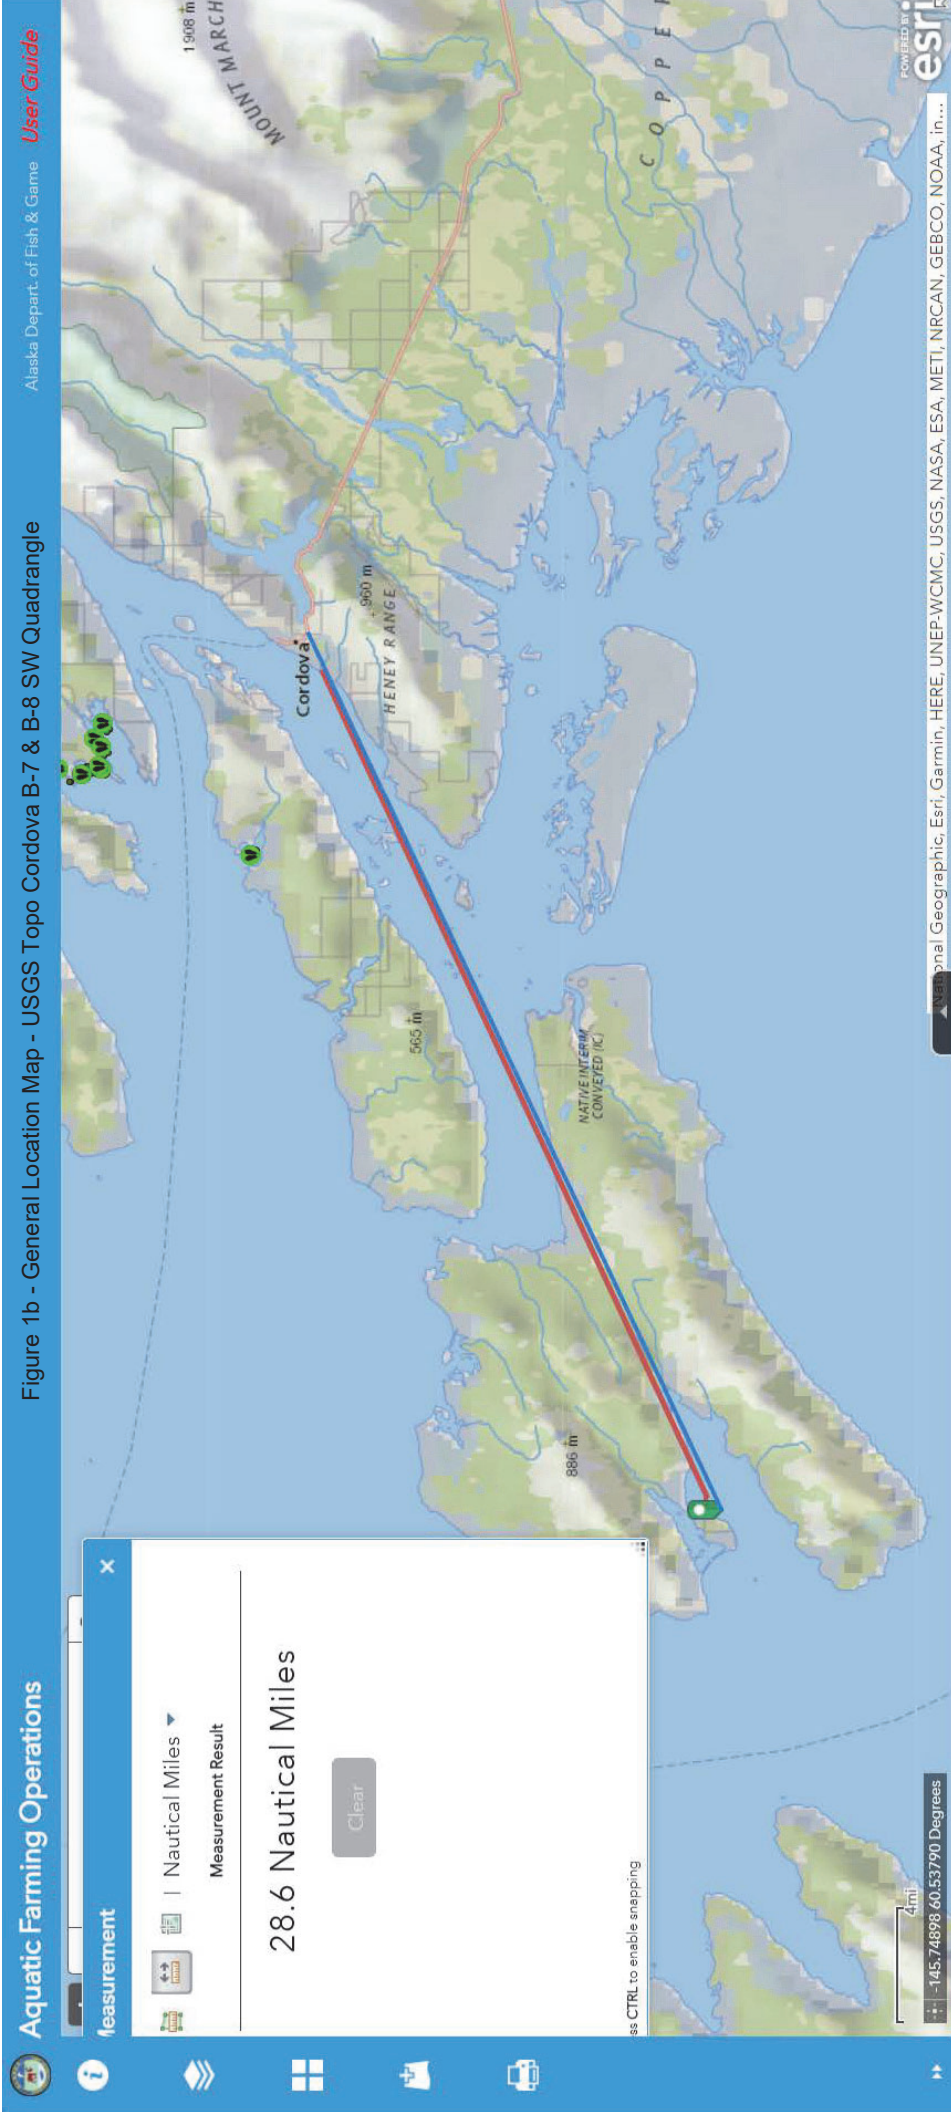 Aquatic Farming Operations
Figure 1b - General Location Map - USGS Topo Cordova B-7 & B-8 SW Quadrangle
Alaska Depart. of Fish & Game
User Guide
Measurement
×
| Nautical Miles
Measurement Result
28.6 Nautical Miles
Clear
ss CTRL to enable snapping
1908 m
MOUNT MARCH
Cordova
960 m
HENEY RANGE
565 m
NATIVE INTERIM
CONVEYED (IC)
886 m
C O P P E
4mi
-145.74898 60.53790 Degrees
National Geographic, Esri, Garmin, HERE, UNEP-WCMC, USGS, NASA, ESA, METI, NRCAN, GEBCO, NOAA, in...
POWERED BY
esri